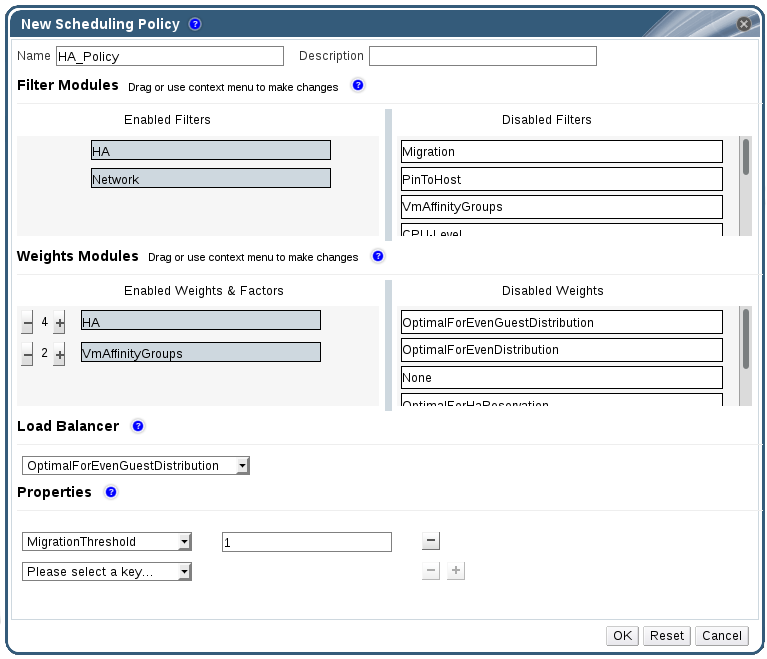 New Scheduling Policy ?
Name HA_Policy Description
Filter Modules Drag or use context menu to make changes ?
Enabled Filters Disabled Filters
HA Migration
Network PinToHost
VmAffinityGroups
CPU-Level
Weights Modules Drag or use context menu to make changes ?
Enabled Weights & Factors Disabled Weights
− 4 + HA OptimalForEvenGuestDistribution
− 2 + VmAffinityGroups OptimalForEvenDistribution
None
OptimalForHaReservation
Load Balancer ?
OptimalForEvenGuestDistribution
Properties ?
MigrationThreshold 1 −
Please select a key... − +
OK Reset Cancel